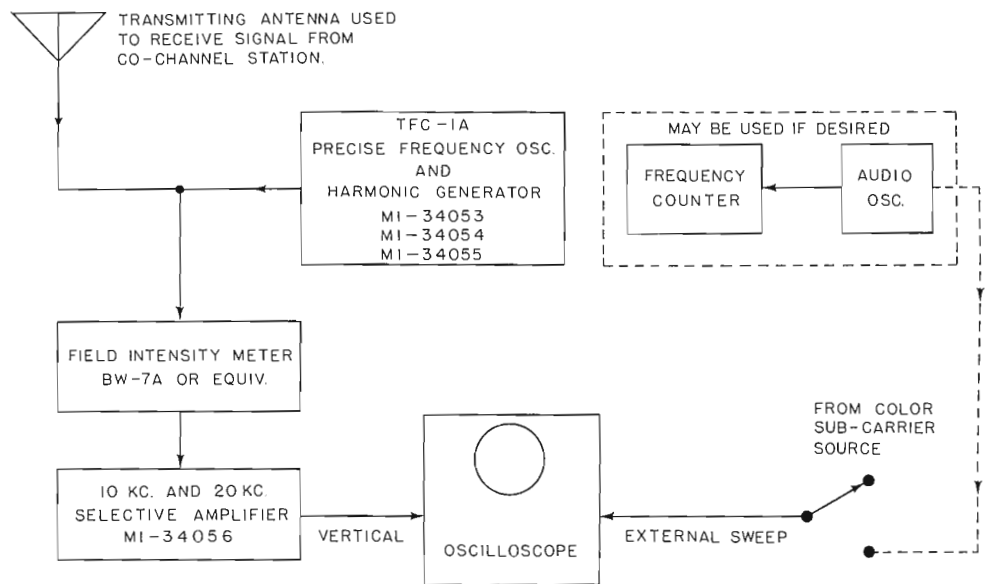 TRANSMITTING ANTENNA USED
TO RECEIVE SIGNAL FROM
CO-CHANNEL STATION.
TFC-1A
PRECISE FREQUENCY OSC.
AND
HARMONIC GENERATOR
MI-34053
MI-34054
MI-34055
MAY BE USED IF DESIRED
FREQUENCY
COUNTER
AUDIO
OSC.
FIELD INTENSITY METER
BW-7A OR EQUIV.
10 KC. AND 20 KC.
SELECTIVE AMPLIFIER
MI-34056
VERTICAL
OSCILLOSCOPE
EXTERNAL SWEEP
FROM COLOR
SUB-CARRIER
SOURCE